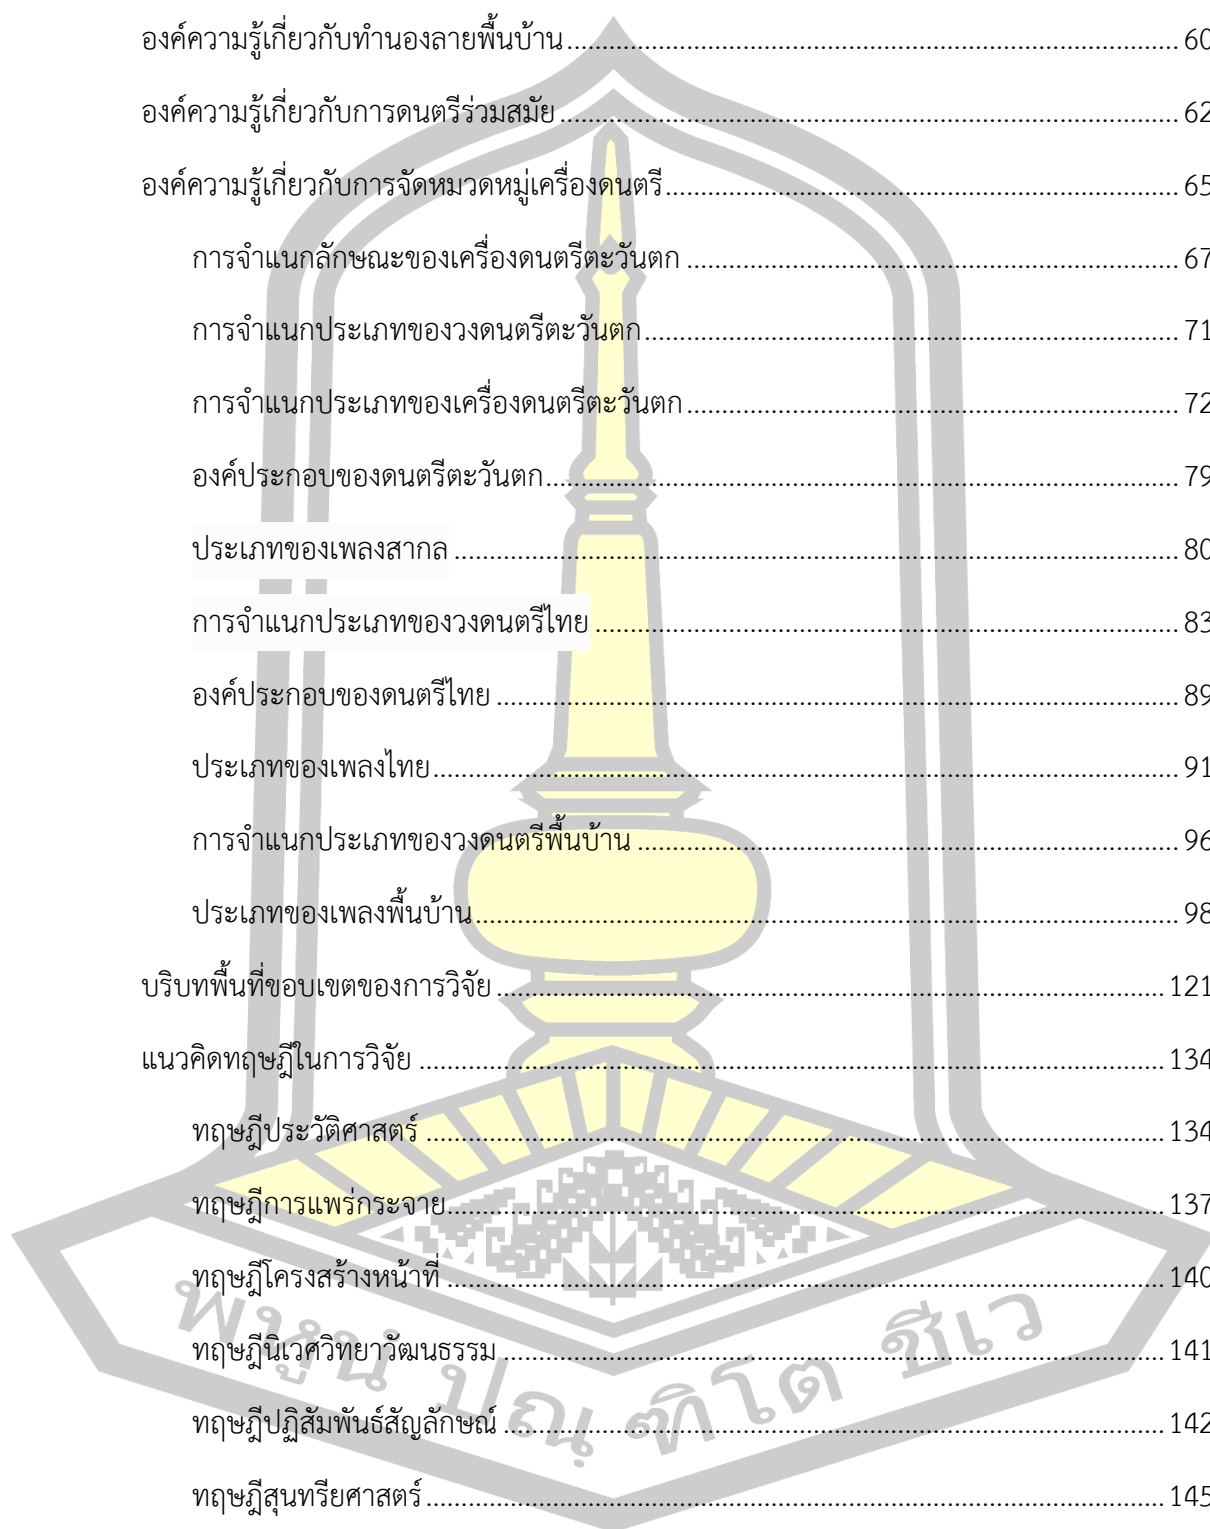 องค์ความรู้เกี่ยวกับทำนองลายพื้นบ้าน.......................................................................... 60
องค์ความรู้เกี่ยวกับการดนตรีร่วมสมัย........................................................................... 62
องค์ความรู้เกี่ยวกับการจัดหมวดหมู่เครื่องดนตรี............................................................... 65
การจำแนกลักษณะของเครื่องดนตรีตะวันตก ........................................................... 67
การจำแนกประเภทของวงดนตรีตะวันตก................................................................ 71
การจำแนกประเภทของเครื่องดนตรีตะวันตก........................................................... 72
องค์ประกอบของดนตรีตะวันตก............................................................................ 79
ประเภทของเพลงสากล ....................................................................................... 80
การจำแนกประเภทของวงดนตรีไทย ..................................................................... 83
องค์ประกอบของดนตรีไทย .................................................................................. 89
ประเภทของเพลงไทย.......................................................................................... 91
การจำแนกประเภทของวงดนตรีพื้นบ้าน ................................................................. 96
ประเภทของเพลงพื้นบ้าน..................................................................................... 98
บริบทพื้นที่ขอบเขตของการวิจัย ................................................................................ 121
แนวคิดทฤษฎีในการวิจัย .......................................................................................... 134
ทฤษฎีประวัติศาสตร์ .......................................................................................... 134
ทฤษฎีการแพร่กระจาย........................................................................................ 137
ทฤษฎีโครงสร้างหน้าที่ ........................................................................................ 140
ทฤษฎีนิเวศวิทยาวัฒนธรรม ................................................................................. 141
ทฤษฎีปฏิสัมพันธ์สัญลักษณ์ ................................................................................. 142
ทฤษฎีสุนทรียศาสตร์ .......................................................................................... 145
พหูนํ ปณฺฑิโต ชีเว